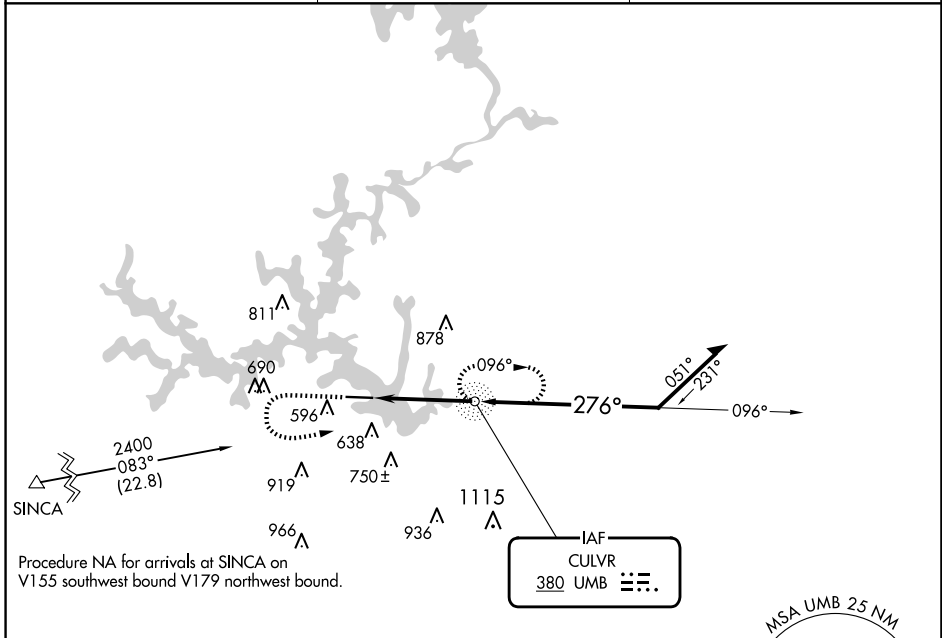 811
878
690
596
638
919
750±
966
936
1115
096°
276°
051°
231°
096°
2400
083°
(22.8)
SINCA
IAF
CULVR
380 UMB
Procedure NA for arrivals at SINCA on
V155 southwest bound V179 northwest bound.
MSA UMB 25 NM